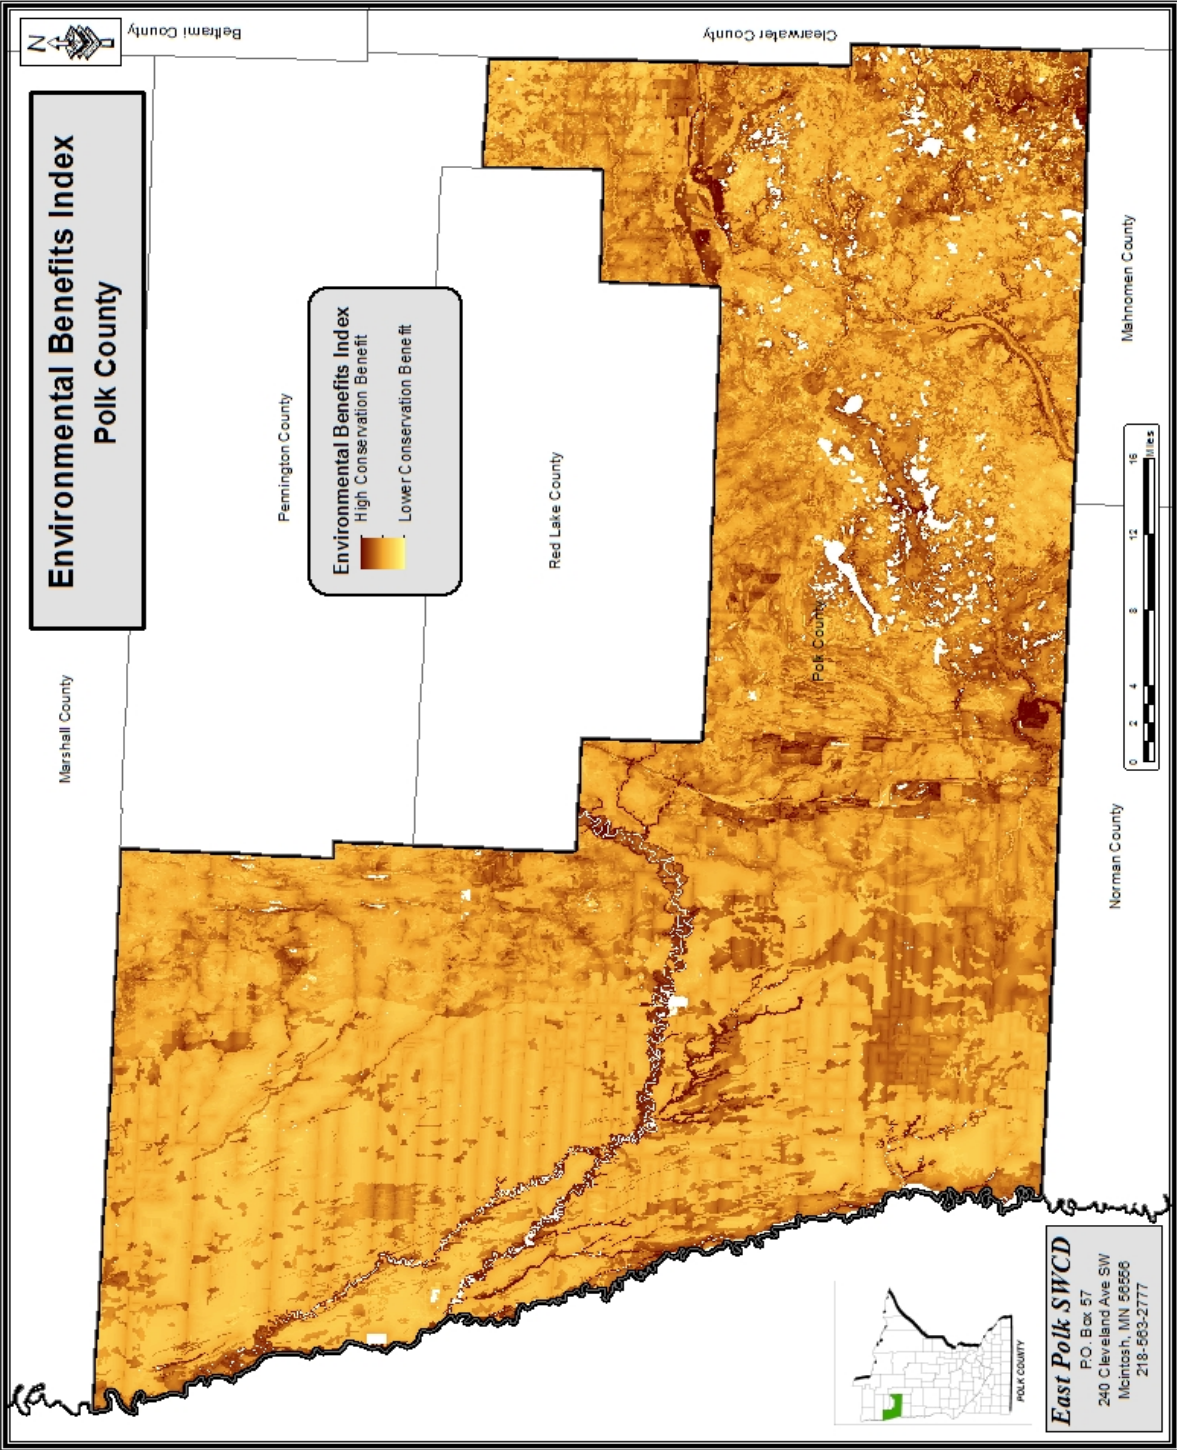 N
Beltrami County
Clearwater County
Environmental Benefits Index
Polk County
Marshall County
Pennington County
Environmental Benefits Index
High Conservation Benefit
Lower Conservation Benefit
Red Lake County
Polk County
Mahnomen County
Norman County
0 2 4 8 12 16
Miles
POLK COUNTY
East Polk SWCD
P.O. Box 57
240 Cleveland Ave SW
Mcintosh, MN 56556
218-563-2777